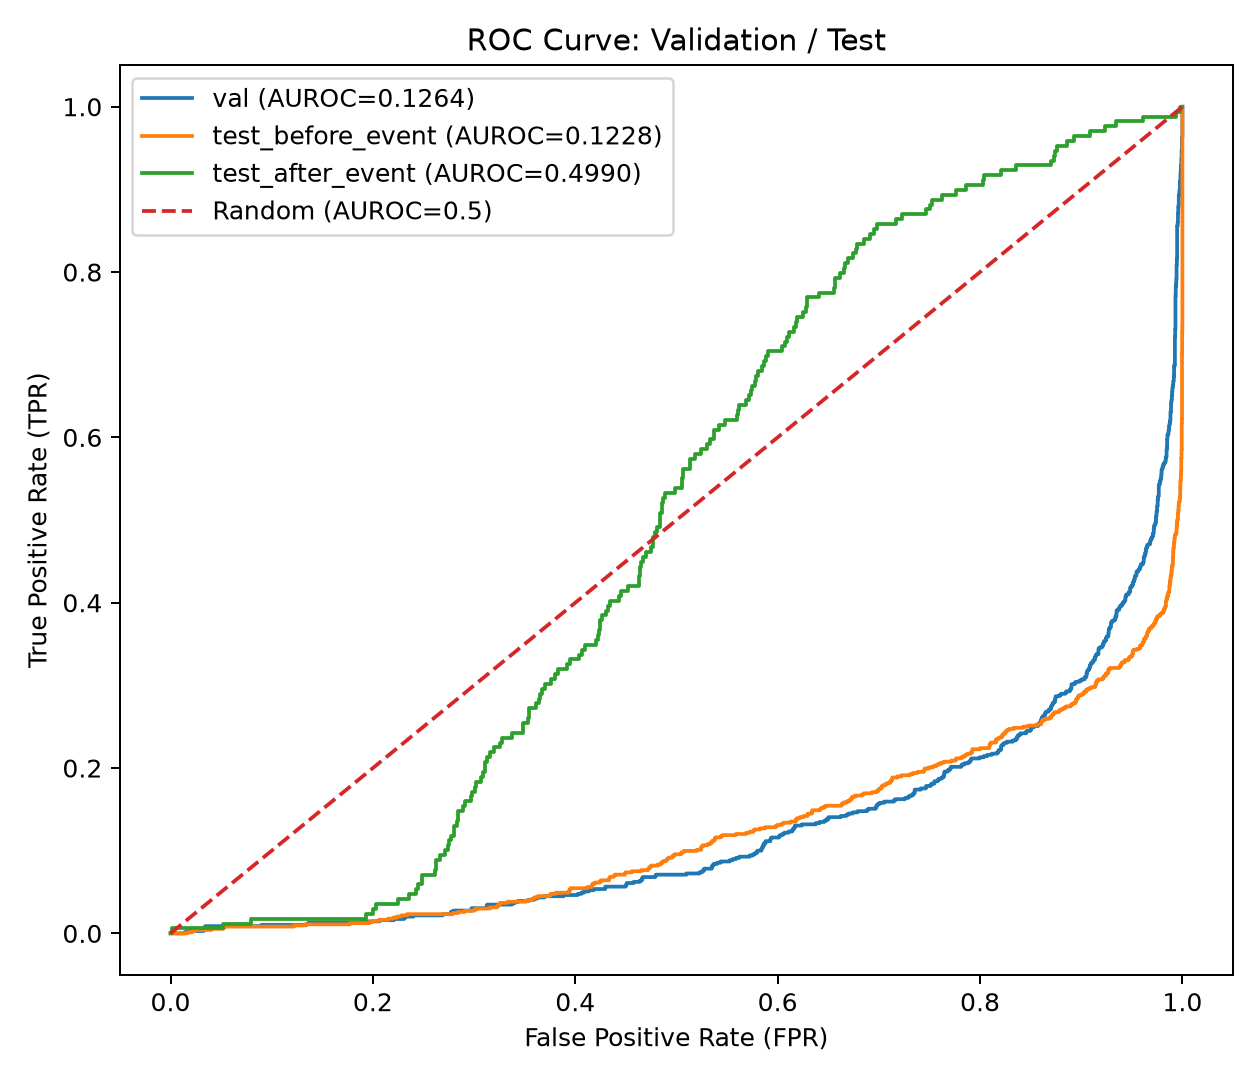 ROC Curve: Validation / Test
val (AUROC=0.1264)
test_before_event (AUROC=0.1228)
test_after_event (AUROC=0.4990)
Random (AUROC=0.5)
True Positive Rate (TPR)
1.0
0.8
0.6
0.4
0.2
0.0
0.0 0.2 0.4 0.6 0.8 1.0
False Positive Rate (FPR)